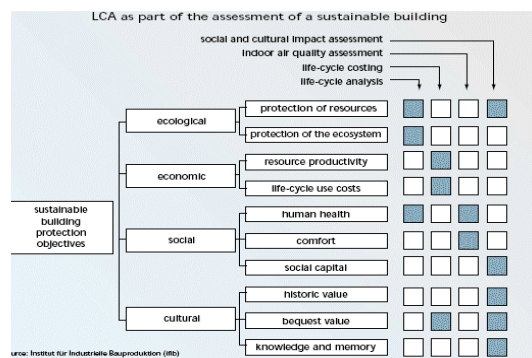 LCA as part of the assessment of a sustainable building
social and cultural impact assessment
indoor air quality assessment
life-cycle costing
life-cycle analysis
sustainable
building
protection
objectives
ecological
protection of resources
protection of the ecosystem
economic
resource productivity
life-cycle use costs
social
human health
comfort
social capital
cultural
historic value
bequest value
knowledge and memory
urce: Institut für Industrielle Bauproduktion (ifib)